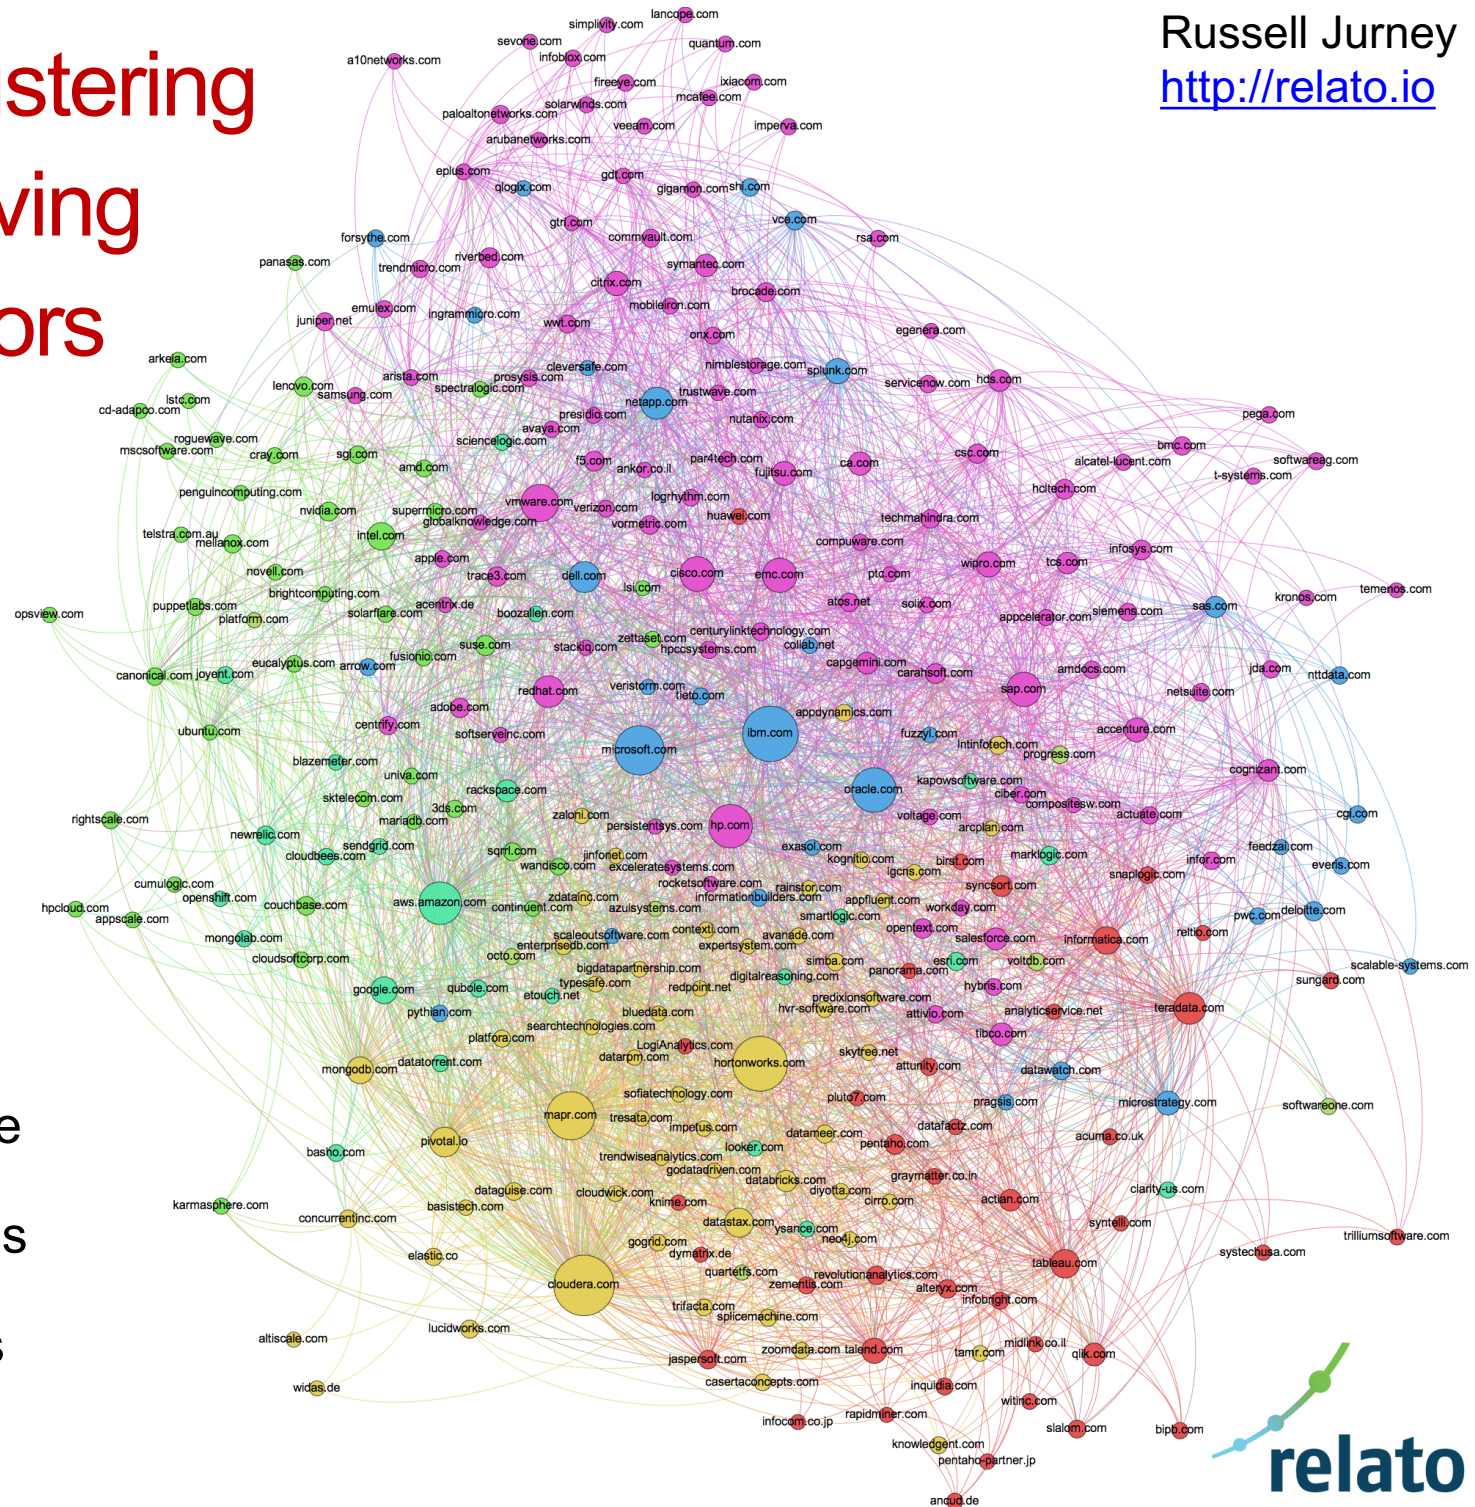 Russell Jurney
http://relato.io
stering
ving
ors
e
s
s
lancope.com
simplivity.com
sevone.com
quantum.com
infoblox.com
a10networks.com
fireeye.com
ixiacom.com
mcafee.com
solarwinds.com
paloaltonetworks.com
veeam.com
imperva.com
arubanetworks.com
eplus.com
gdt.com
qlogix.com
gigamon.com
shi.com
gtri.com
vce.com
forsythe.com
commvault.com
rsa.com
riverbed.com
panasas.com
trendmicro.com
symantec.com
citrix.com
brocade.com
mobileiron.com
emulex.com
ingrammicro.com
juniper.net
wwt.com
onx.com
egenera.com
arkeia.com
cleversafe.com
nimblestorage.com
splunk.com
arista.com
prosysis.com
lenovo.com
samsung.com
spectralogic.com
trustwave.com
servicenow.com
hds.com
lstc.com
cd-adapco.com
netapp.com
presidio.com
nutanix.com
pega.com
avaya.com
roguewave.com
mscsoftware.com
sciencelogic.com
cray.com
sgi.com
amd.com
f5.com
ankor.co.il
par4tech.com
fujitsu.com
ca.com
csc.com
bmc.com
alcatel-lucent.com
softwareag.com
t-systems.com
penguincomputing.com
hcltech.com
nvidia.com
supermicro.com
vmware.com
verizon.com
logrhythm.com
globalknowledge.com
vormetric.com
huawei.com
techmahindra.com
telstra.com.au
mellanox.com
intel.com
compuware.com
infosys.com
apple.com
wipro.com
tcs.com
novell.com
trace3.com
dell.com
lsi.com
cisco.com
emc.com
ptc.com
brightcomputing.com
temenos.com
kronos.com
opsview.com
puppetlabs.com
platform.com
solarflare.com
acentrix.de
boozallen.com
atos.net
solix.com
appcelerator.com
siemens.com
sas.com
centurylinktechnology.com
zettaset.com
hpccsystems.com
collab.net
suse.com
stackiq.com
fusionio.com
eucalyptus.com
arrow.com
canonical.com
joyent.com
capgemini.com
carahsoft.com
amdocs.com
jda.com
nttdata.com
redhat.com
veristorm.com
tieto.com
sap.com
netsuite.com
adobe.com
appdynamics.com
centrify.com
softserveinc.com
ubuntu.com
microsoft.com
ibm.com
fuzzyl.com
lntinfotech.com
progress.com
accenture.com
blazemeter.com
univa.com
rackspace.com
oracle.com
kapowsoftware.com
ciber.com
cognizant.com
sktelecom.com
3ds.com
mariadb.com
compositesw.com
zaloni.com
voltage.com
actuate.com
cgi.com
rightscale.com
persistentsys.com
hp.com
arcplan.com
newrelic.com
sendgrid.com
cloudbees.com
sqrrl.com
jinfonet.com
exasol.com
kognitio.com
birst.com
marklogic.com
feedzai.com
infor.com
everis.com
wandisco.com
exceleratesystems.com
lgcns.com
snaplogic.com
cumulogic.com
openshift.com
rocketsoftware.com
rainstor.com
syncsort.com
hpcloud.com
appscale.com
couchbase.com
aws.amazon.com
continuent.com
zdatainc.com
azulsystems.com
informationbuilders.com
appfluent.com
workday.com
pwc.com
deloitte.com
smartlogic.com
mongolab.com
scaleoutsoftware.com
contexti.com
avanade.com
opentext.com
salesforce.com
informatica.com
reltio.com
enterprisedb.com
expertsystem.com
cloudsoftcorp.com
octo.com
bigdatapartnership.com
simba.com
esri.com
voltdb.com
panorama.com
scalable-systems.com
digitalreasoning.com
sungard.com
google.com
qubole.com
typesafe.com
redpoint.net
hybris.com
etouch.net
predixionsoftware.com
hvr-software.com
pythian.com
bluedata.com
attivio.com
analyticservice.net
teradata.com
searchtechnologies.com
platfora.com
tibco.com
LogiAnalytics.com
datarpm.com
skytree.net
mongodb.com
datatorrent.com
hortonworks.com
attunity.com
datawatch.com
sofiatechnology.com
pluto7.com
pragsis.com
microstrategy.com
softwareone.com
mapr.com
tresata.com
impetus.com
datafactz.com
datameer.com
acuma.co.uk
pivotal.io
pentaho.com
looker.com
basho.com
trendwiseanalytics.com
godatadriven.com
graymatter.co.in
databricks.com
dataguise.com
cloudwick.com
diyotta.com
clarity-us.com
karmasphere.com
basistech.com
knime.com
cirro.com
actian.com
concurrentinc.com
datastax.com
ysance.com
syntelli.com
neo4j.com
trilliumsoftware.com
gogrid.com
dymatrix.de
elastic.co
systechusa.com
cloudera.com
quartetfs.com
zementis.com
revolutionanalytics.com
tableau.com
alteryx.com
infobright.com
trifacta.com
splicemachine.com
lucidworks.com
altiscale.com
zoomdata.com
talend.com
midlink.co.il
tamr.com
qlik.com
jaspersoft.com
casertaconcepts.com
inquidia.com
widas.de
witinc.com
infocom.co.jp
rapidminer.com
slalom.com
bipb.com
knowledgent.com
pentaho-partner.jp
ancud.de
relato